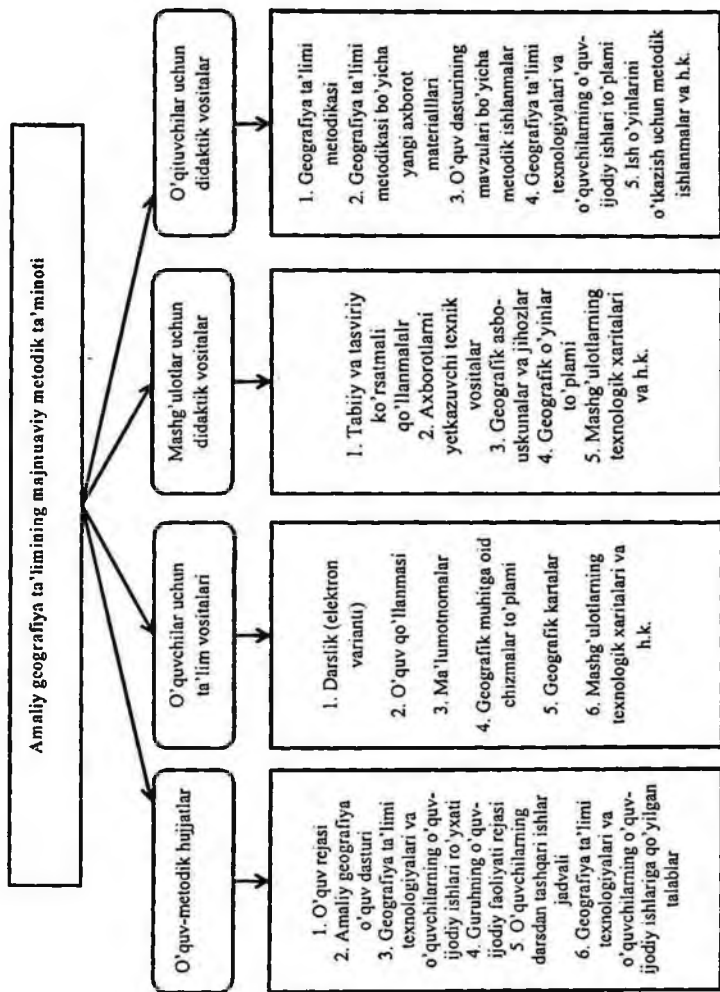 Amaliy geografiya ta'limining majmuaviy metodik ta'minoti
O'quv-metodik hujjatlar
1. O'quv rejasi
2. Amaliy geografiya
o'quv dasturi
3. Geografiya ta'limi
texnologiyalari va
o'quvchilarning o'quv-
ijodiy ishlari ro'yxati
4. Guruhning o'quv-
ijodiy faoliyati rejasi
5 O'quvchilarning
darsdan tashqari ishlar
jadvali
6. Geografiya ta'limi
texnologiyalari va
o'quvchilarning o'quv-
ijodiy ishlariga qo'yilgan
talablar
O'quvchilar uchun
ta'lim vositalari
1. Darslik (elektron
varianti)
2. O'quv qo'llanmasi
3. Ma'lumotnomalar
4. Geografik muhitga oid
chizmalar to'plami
5. Geografik kartalar
6. Mashg'ulotlarning
texnologik xaritalari va
h.k.
Mashg'ulotlar uchun
didaktik vositalar
1. Tabiiy va tasviriy
ko'rsatmali
qo'llanmalalr
2. Axborotlarni
yetkazuvchi texnik
vositalar
3. Geografik asbo-
uskunalar va jihozlar
4. Geografik o'yinlar
to'plami
5. Mashg'ulotlarning
texnologik xaritalari
va h.k.
O'qituvchilar uchun
didaktik vositalar
1. Geografiya ta'limi
metodikasi
2. Geografiya ta'limi
metodikasi bo'yicha
yangi axborot
materialllari
3. O'quv dasturining
mavzulari bo'yicha
metodik ishlanmalar
4. Geografiya ta'limi
texnologiyalari va
o'quvchilarning o'quv-
ijodiy ishlari to'plami
5. Ish o'yinlarini
o'tkazish uchun metodik
ishlanmalar va h.k.